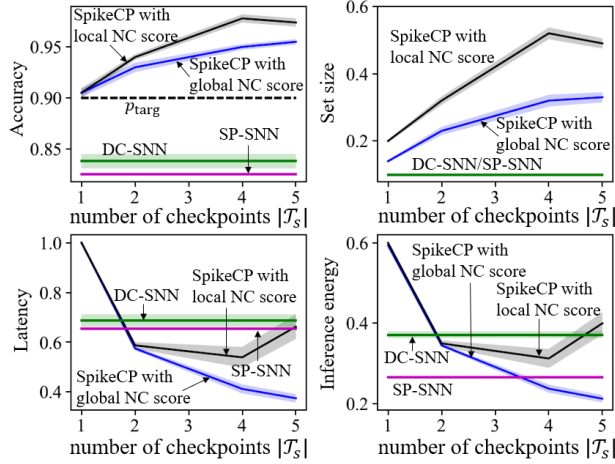 SpikeCP with
local NC score
SpikeCP with
global NC score
p_targ
DC-SNN
SP-SNN
Accuracy
0.95
0.90
0.85
1 2 3 4 5
number of checkpoints |𝒯ₛ|
SpikeCP with
local NC score
SpikeCP with
global NC score
DC-SNN/SP-SNN
Set size
0.6
0.4
0.2
1 2 3 4 5
number of checkpoints |𝒯ₛ|
SpikeCP with
local NC score
DC-SNN
SP-SNN
SpikeCP with
global NC score
Latency
1.0
0.8
0.6
0.4
1 2 3 4 5
number of checkpoints |𝒯ₛ|
SpikeCP with
global NC score
SpikeCP with
local NC score
DC-SNN
SP-SNN
Inference energy
0.6
0.4
0.2
1 2 3 4 5
number of checkpoints |𝒯ₛ|